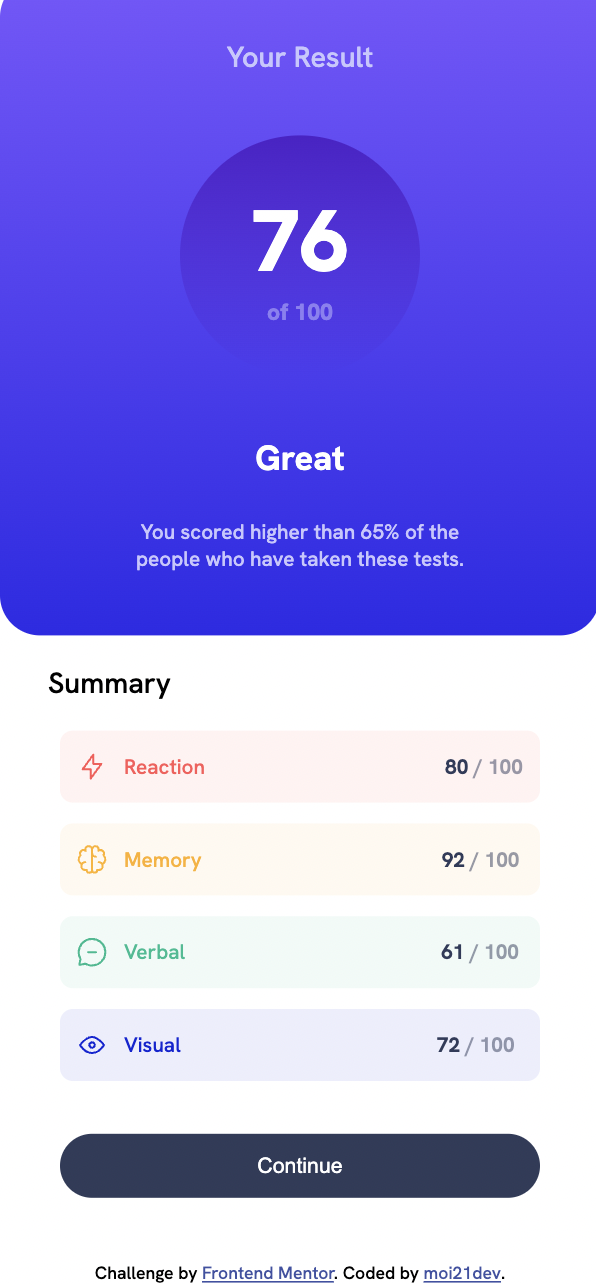 Your Result
76
of 100
Great
You scored higher than 65% of the
people who have taken these tests.
Summary
Reaction 80 / 100
Memory 92 / 100
Verbal 61 / 100
Visual 72 / 100
Continue
Challenge by Frontend Mentor. Coded by moi21dev.